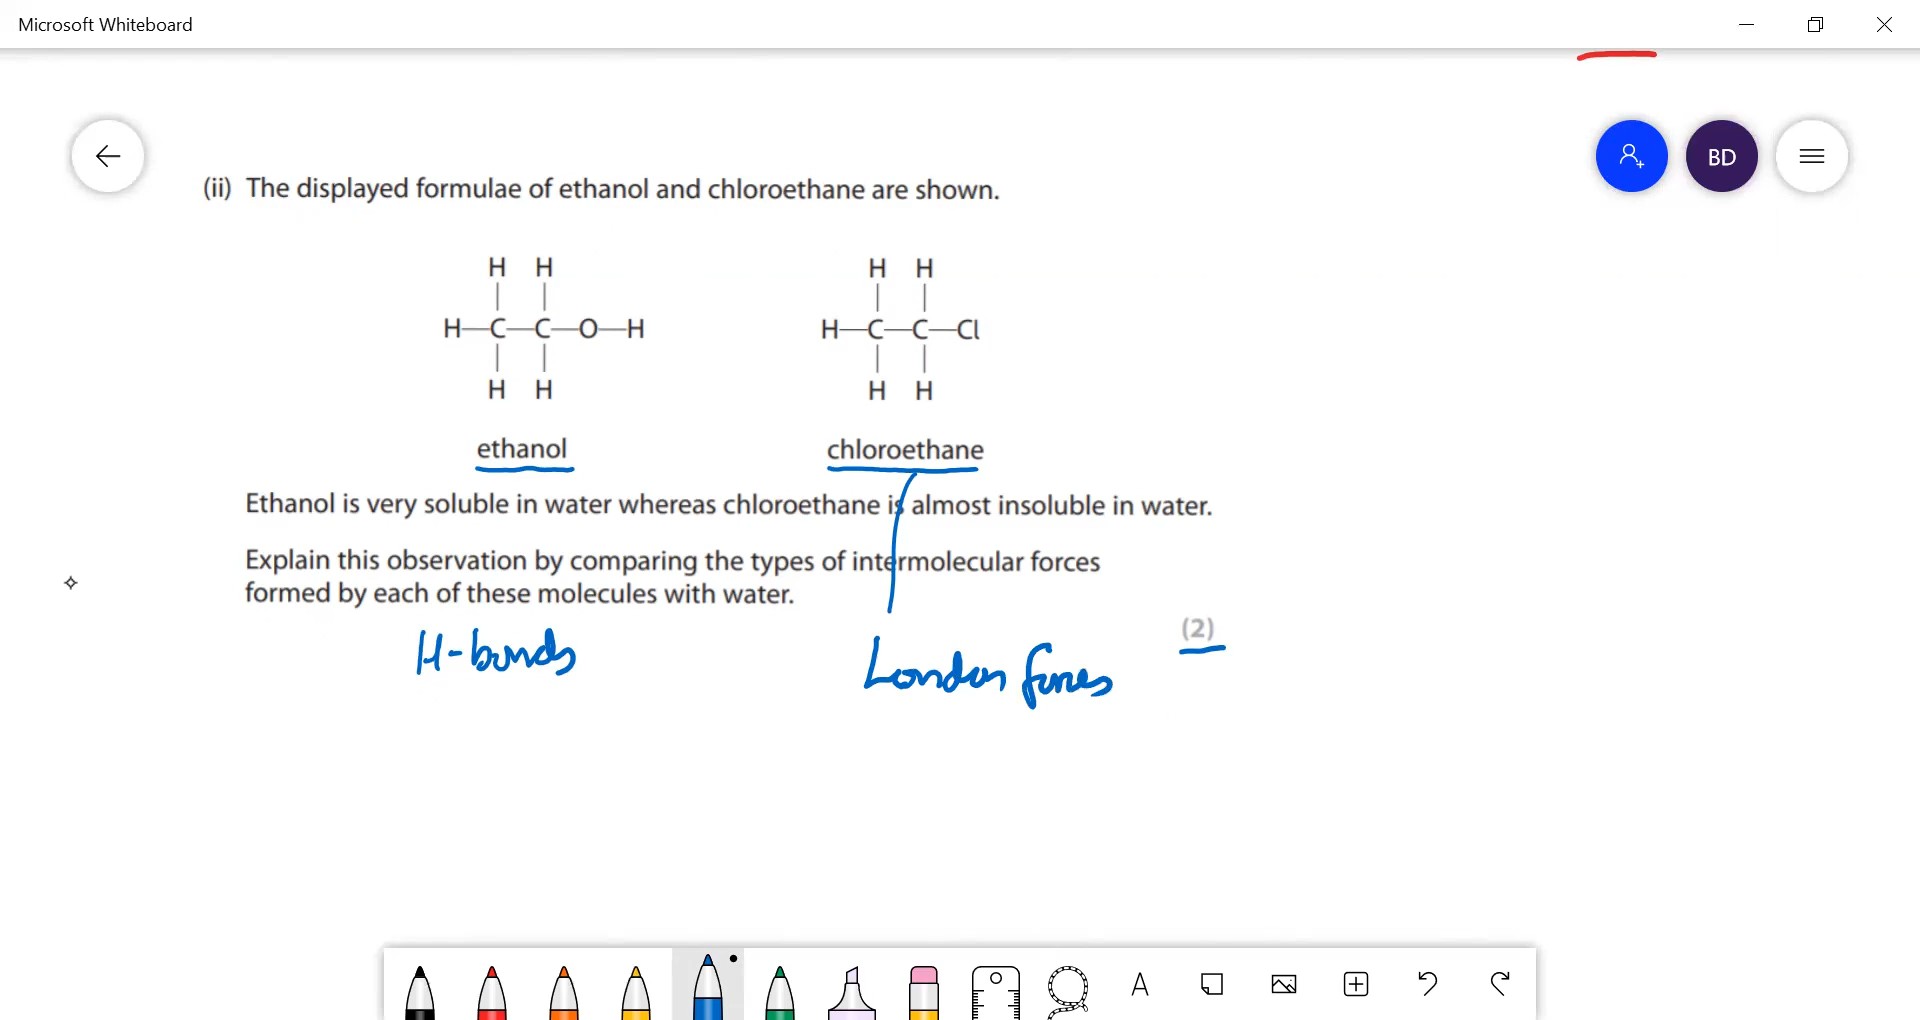 Microsoft Whiteboard
BD
(ii) The displayed formulae of ethanol and chloroethane are shown.
H H H H
H—C—C—O—H H—C—C—Cl
H H H H
ethanol chloroethane
Ethanol is very soluble in water whereas chloroethane is almost insoluble in water.
Explain this observation by comparing the types of intermolecular forces
formed by each of these molecules with water.
(2)
H-bonds London forces
A